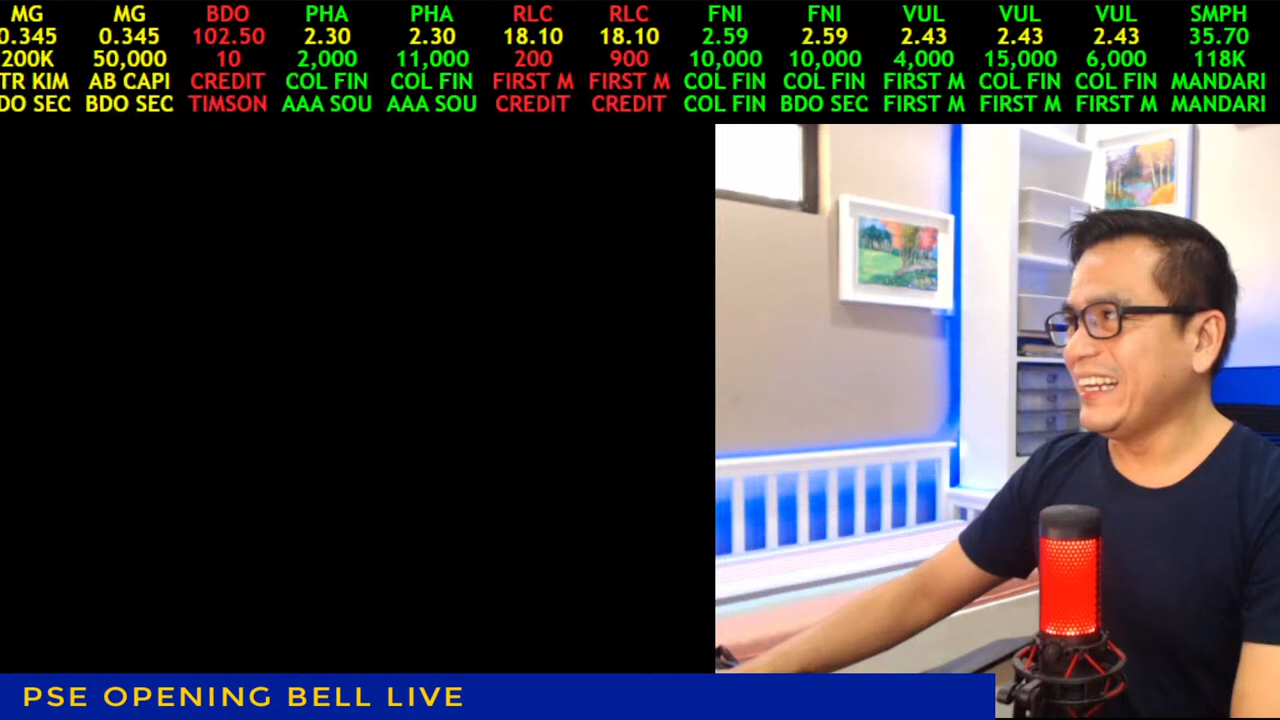 MG MG BDO PHA PHA RLC RLC FNI FNI VUL VUL VUL SMPH
0.345 0.345 102.50 2.30 2.30 18.10 18.10 2.59 2.59 2.43 2.43 2.43 35.70
200K 50,000 10 2,000 11,000 200 900 10,000 10,000 4,000 15,000 6,000 118K
TR KIM AB CAPI CREDIT COL FIN COL FIN FIRST M FIRST M COL FIN COL FIN FIRST M COL FIN COL FIN MANDARI
DO SEC BDO SEC TIMSON AAA SOU AAA SOU CREDIT CREDIT COL FIN BDO SEC FIRST M FIRST M FIRST M MANDARI
PSE OPENING BELL LIVE